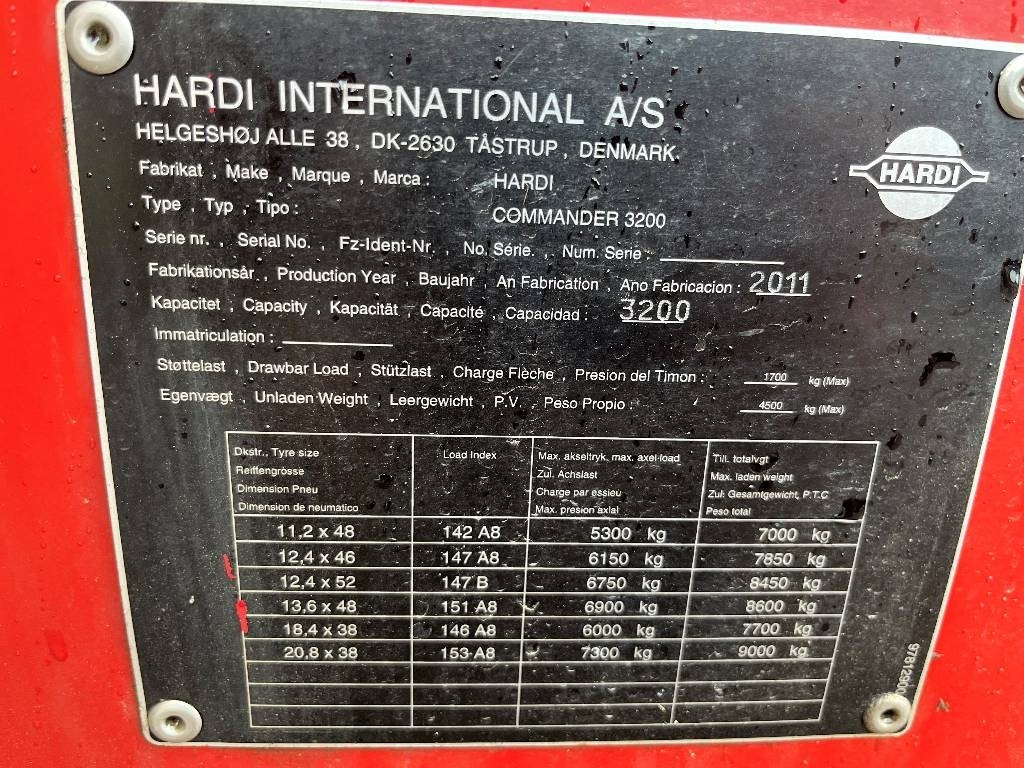 HARDI INTERNATIONAL A/S
HELGESHØJ ALLE 38, DK-2630 TÅSTRUP, DENMARK.
HARDI
Fabrikat, Make, Marque, Marca: HARDI
Type, Typ, Tipo: COMMANDER 3200
Serie nr., Serial No., Fz-Ident-Nr., No. Série., Num. Serie:
Fabrikationsår, Production Year, Baujahr, An Fabrication, Ano Fabricacion: 2011
Kapacitet, Capacity, Kapacität, Capacité, Capacidad: 3200
Immatriculation:
Støttelast, Drawbar Load, Stützlast, Charge Flèche, Presion del Timon: 1700 kg (Max)
Egenvægt, Unladen Weight, Leergewicht, P.V. Peso Propio: 4500 kg (Max)
Dkstr., Tyre size Load Index Max. akseltryk, max. axel-load Till. totalvgt
Reiffengrösse Zul. Achslast Max. laden weight
Dimension Pneu Charge par essieu Zul. Gesamtgewicht, P.T.C
Dimension de neumatico Max. presion axial Peso total
11,2 x 48 142 A8 5300 kg 7000 kg
12,4 x 46 147 A8 6150 kg 7850 kg
12,4 x 52 147 B 6750 kg 8450 kg
13,6 x 48 151 A8 6900 kg 8600 kg
18,4 x 38 146 A8 6000 kg 7700 kg
20,8 x 38 153 A8 7300 kg 9000 kg